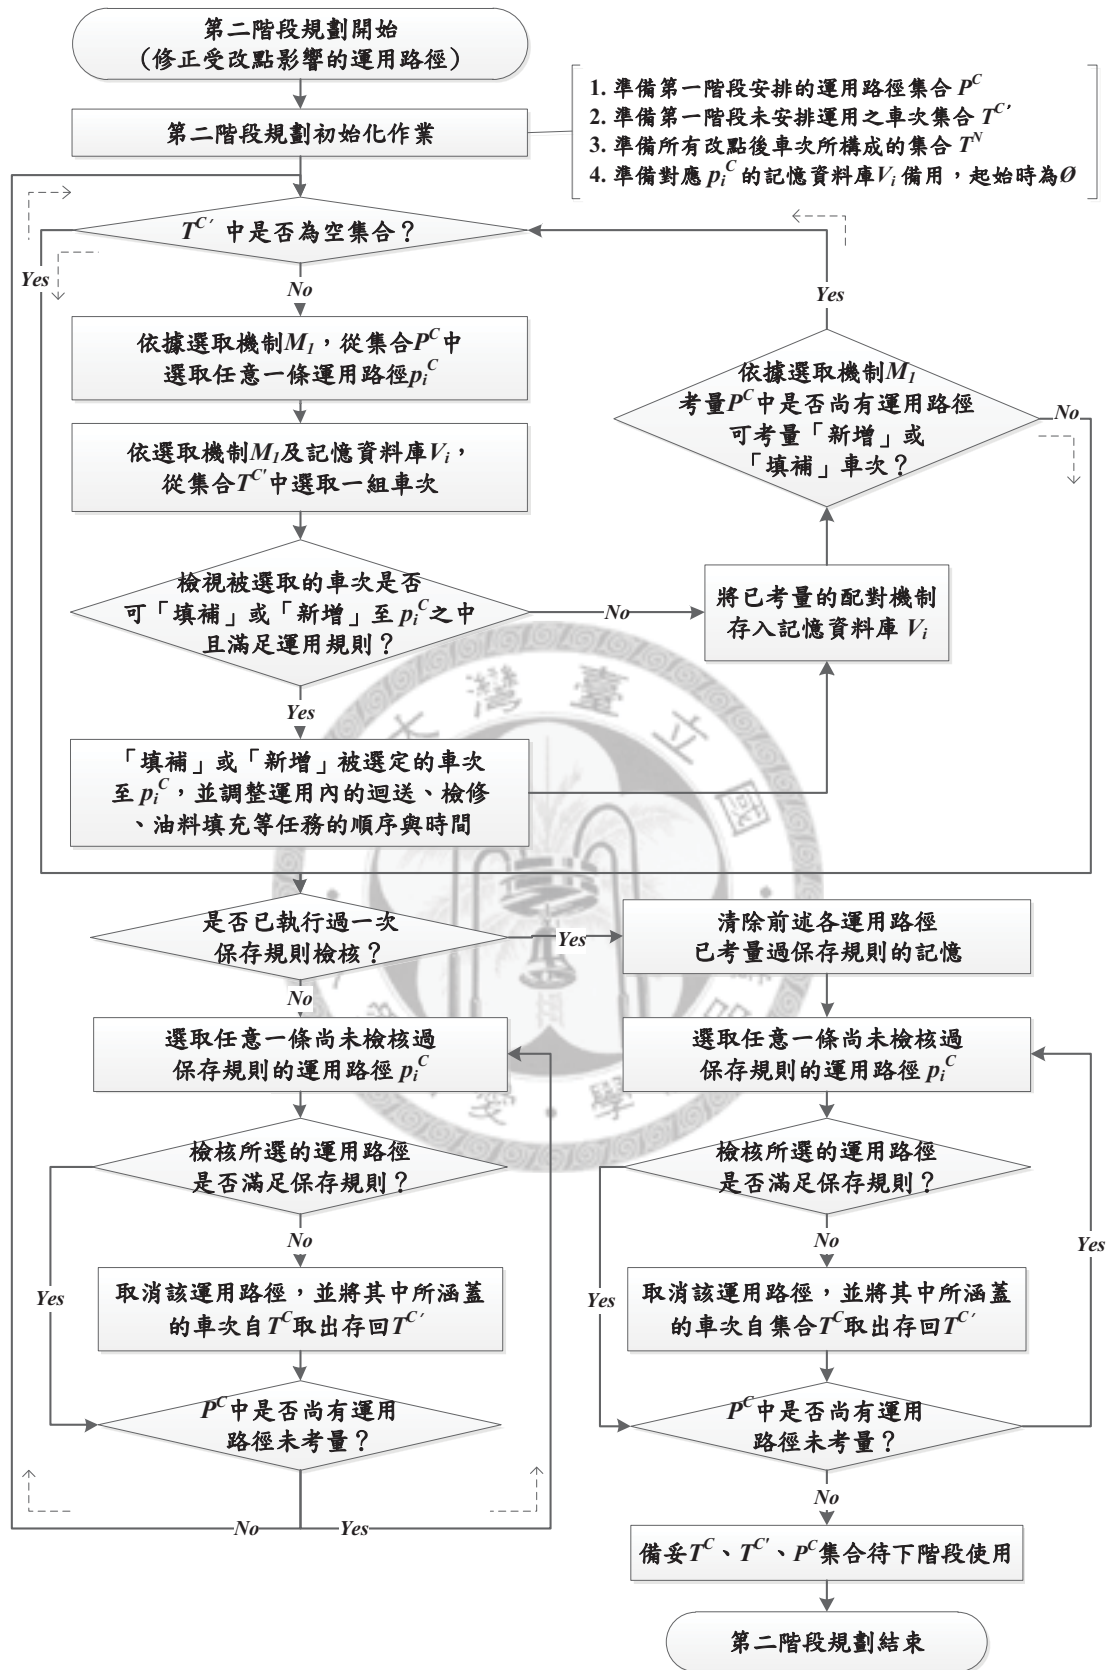 第二階段規劃開始
(修正受改點影響的運用路徑)
第二階段規劃初始化作業
1. 準備第一階段安排的運用路徑集合 P^C
2. 準備第一階段未安排運用之車次集合 T^C'
3. 準備所有改點後車次所構成的集合 T^N
4. 準備對應 p_i^C 的記憶資料庫V_i 備用，起始時為Ø
T^C′ 中是否為空集合？
Yes
No
依據選取機制M_1，從集合P^C中
選取任意一條運用路徑p_i^C
依選取機制M_1及記憶資料庫V_i，
從集合T^C'中選取一組車次
檢視被選取的車次是否
可「填補」或「新增」至 p_i^C之中
且滿足運用規則？
No
Yes
「填補」或「新增」被選定的車次
至 p_i^C，並調整運用內的迴送、檢修
、油料填充等任務的順序與時間
Yes
依據選取機制M_1
考量P^C中是否尚有運用路徑
可考量「新增」或
「填補」車次？
No
將已考量的配對機制
存入記憶資料庫 V_i
大灣臺立國
愛學
是否已執行過一次
保存規則檢核？
Yes
No
選取任意一條尚未檢核過
保存規則的運用路徑 p_i^C
檢核所選的運用路徑
是否滿足保存規則？
No
Yes
取消該運用路徑，並將其中所涵蓋
的車次自T^C取出存回T^C′
P^C中是否尚有運用
路徑未考量？
No
Yes
清除前述各運用路徑
已考量過保存規則的記憶
選取任意一條尚未檢核過
保存規則的運用路徑 p_i^C
檢核所選的運用路徑
是否滿足保存規則？
No
Yes
Yes
取消該運用路徑，並將其中所涵蓋
的車次自集合T^C取出存回T^C′
P^C中是否尚有運用
路徑未考量？
No
備妥T^C、T^C'、P^C集合待下階段使用
第二階段規劃結束